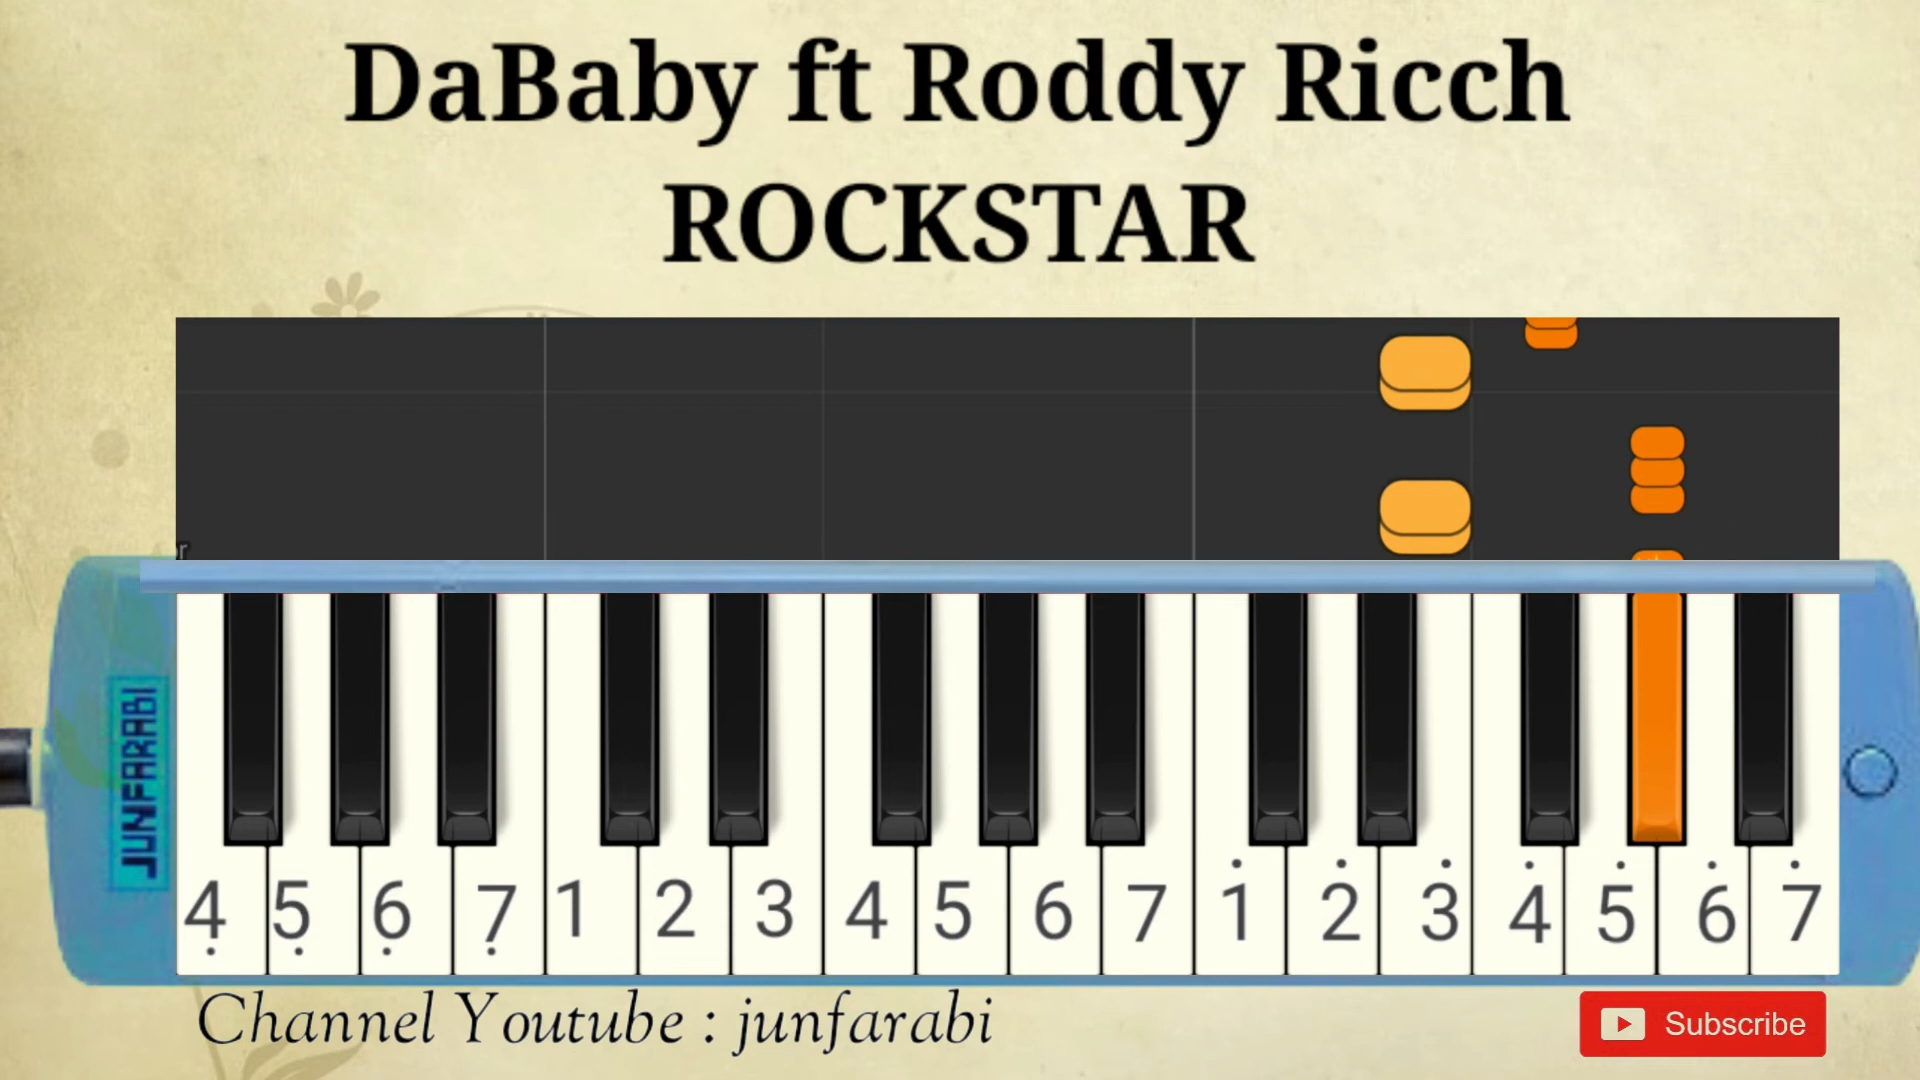 DaBaby ft Roddy Ricch
ROCKSTAR
JUNFARABI
4 5 6 7 1 2 3 4 5 6 7 1 2 3 4 5 6 7
Channel Youtube : junfarabi
Subscribe